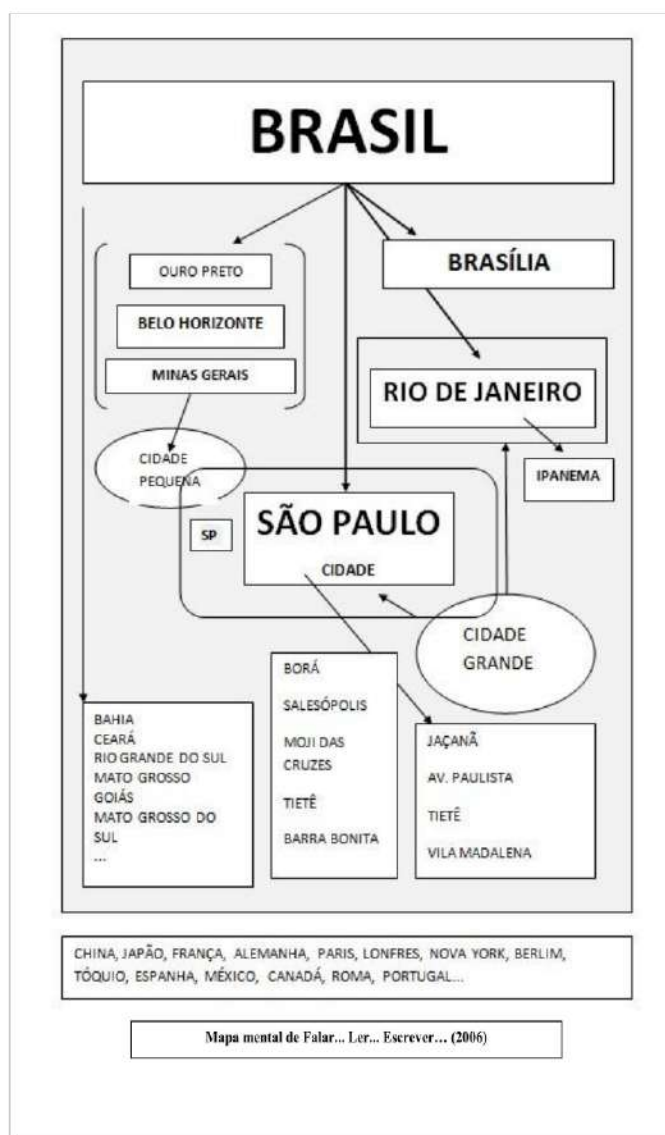 BRASIL
OURO PRETO
BRASÍLIA
BELO HORIZONTE
MINAS GERAIS
RIO DE JANEIRO
CIDADE
PEQUENA
IPANEMA
SP
SÃO PAULO
CIDADE
CIDADE
GRANDE
BORÁ
SALESÓPOLIS
MOJI DAS
CRUZES
TIETÊ
BARRA BONITA
BAHIA
CEARÁ
RIO GRANDE DO SUL
MATO GROSSO
GOIÁS
MATO GROSSO DO
SUL
...
JAÇANÃ
AV. PAULISTA
TIETÊ
VILA MADALENA
CHINA, JAPÃO, FRANÇA, ALEMANHA, PARIS, LONFRES, NOVA YORK, BERLIM,
TÓQUIO, ESPANHA, MÉXICO, CANADÁ, ROMA, PORTUGAL...
Mapa mental de Falar... Ler... Escrever... (2006)